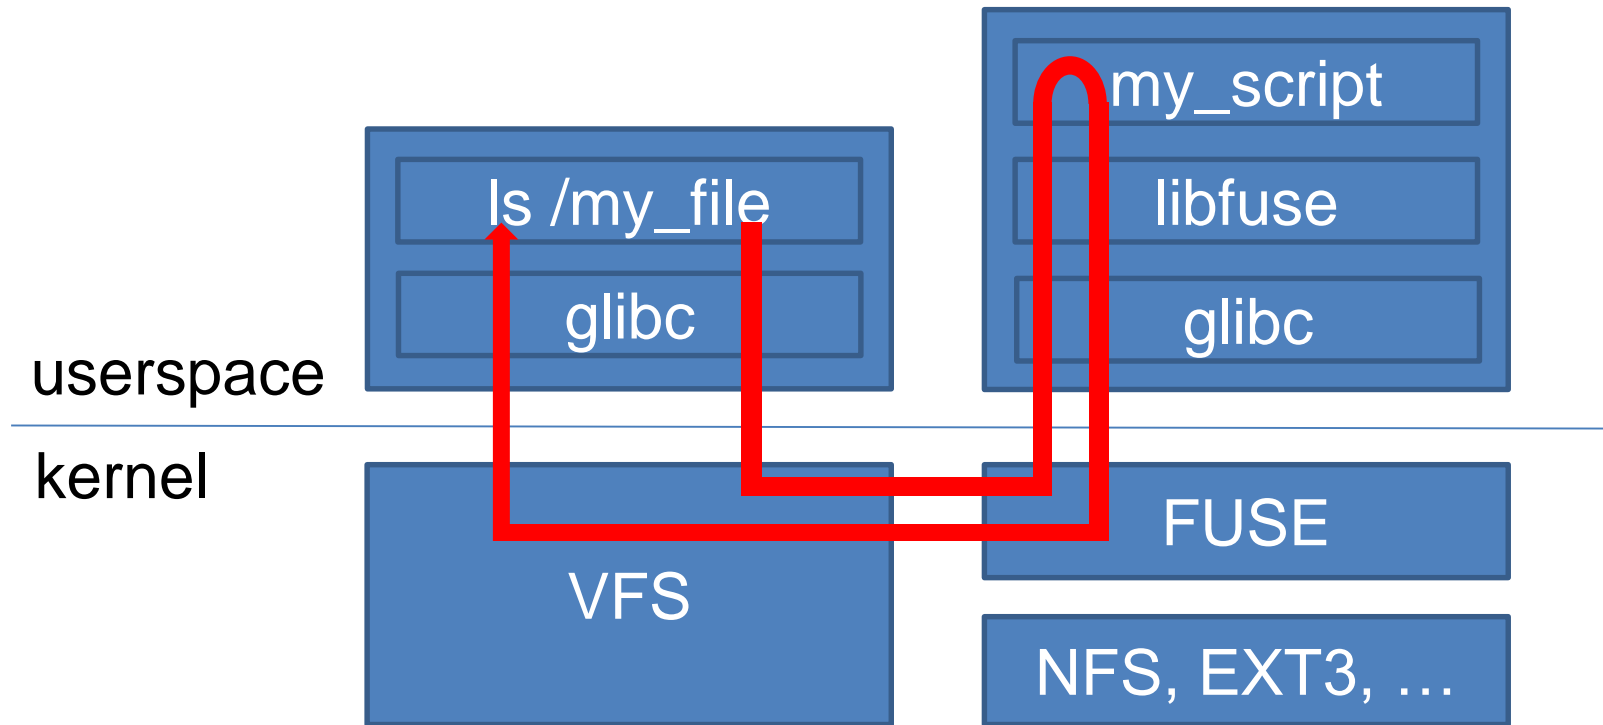 my_script
ls /my_file
libfuse
glibc
glibc
userspace
kernel
FUSE
VFS
NFS, EXT3, …